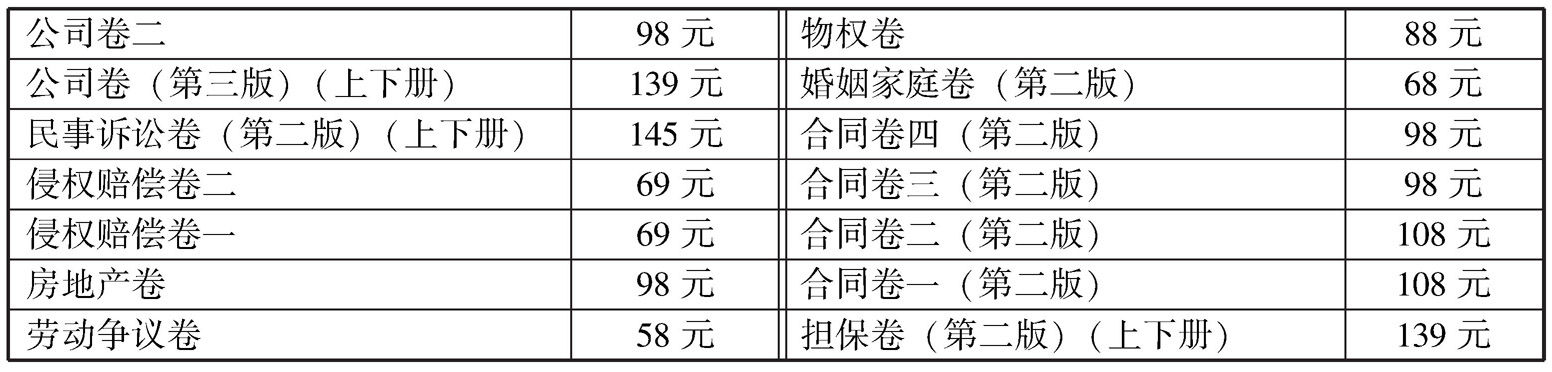 公司卷二 98 元 物权卷 88 元
公司卷（第三版）（上下册） 139 元 婚姻家庭卷（第二版） 68 元
民事诉讼卷（第二版）（上下册） 145 元 合同卷四（第二版） 98 元
侵权赔偿卷二 69 元 合同卷三（第二版） 98 元
侵权赔偿卷一 69 元 合同卷二（第二版） 108 元
房地产卷 98 元 合同卷一（第二版） 108 元
劳动争议卷 58 元 担保卷（第二版）（上下册） 139 元